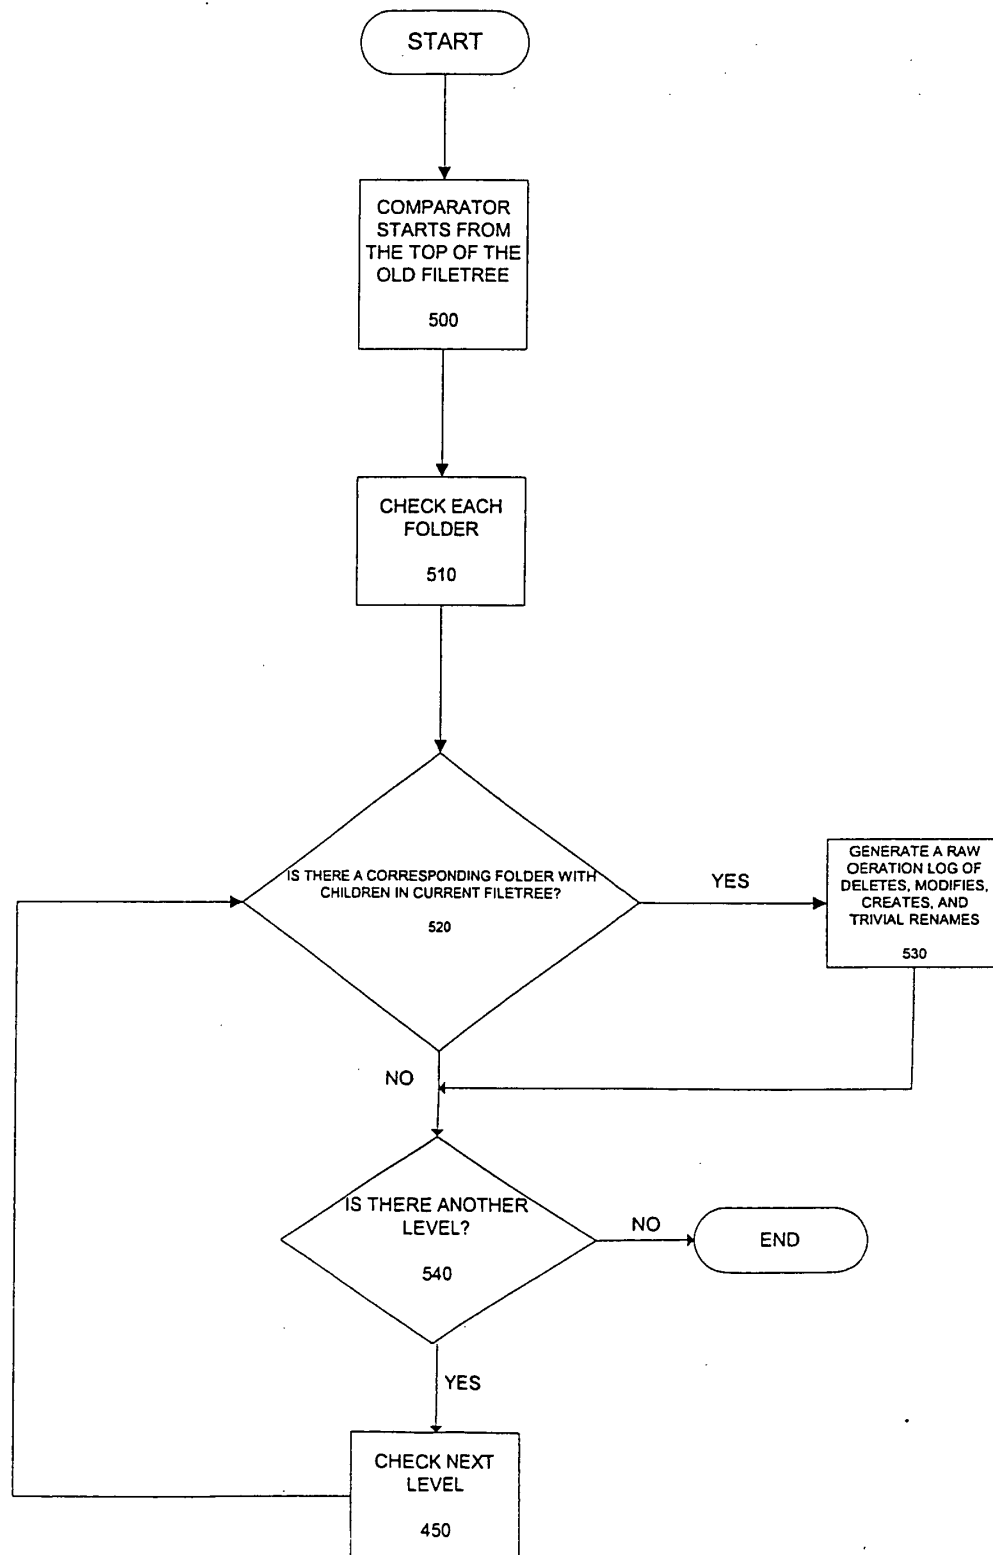 START
COMPARATOR
STARTS FROM
THE TOP OF THE
OLD FILETREE
500
CHECK EACH
FOLDER
510
IS THERE A CORRESPONDING FOLDER WITH
CHILDREN IN CURRENT FILETREE?
520
YES
GENERATE A RAW
OERATION LOG OF
DELETES, MODIFIES,
CREATES, AND
TRIVIAL RENAMES
530
NO
IS THERE ANOTHER
LEVEL?
540
NO
END
YES
CHECK NEXT
LEVEL
450